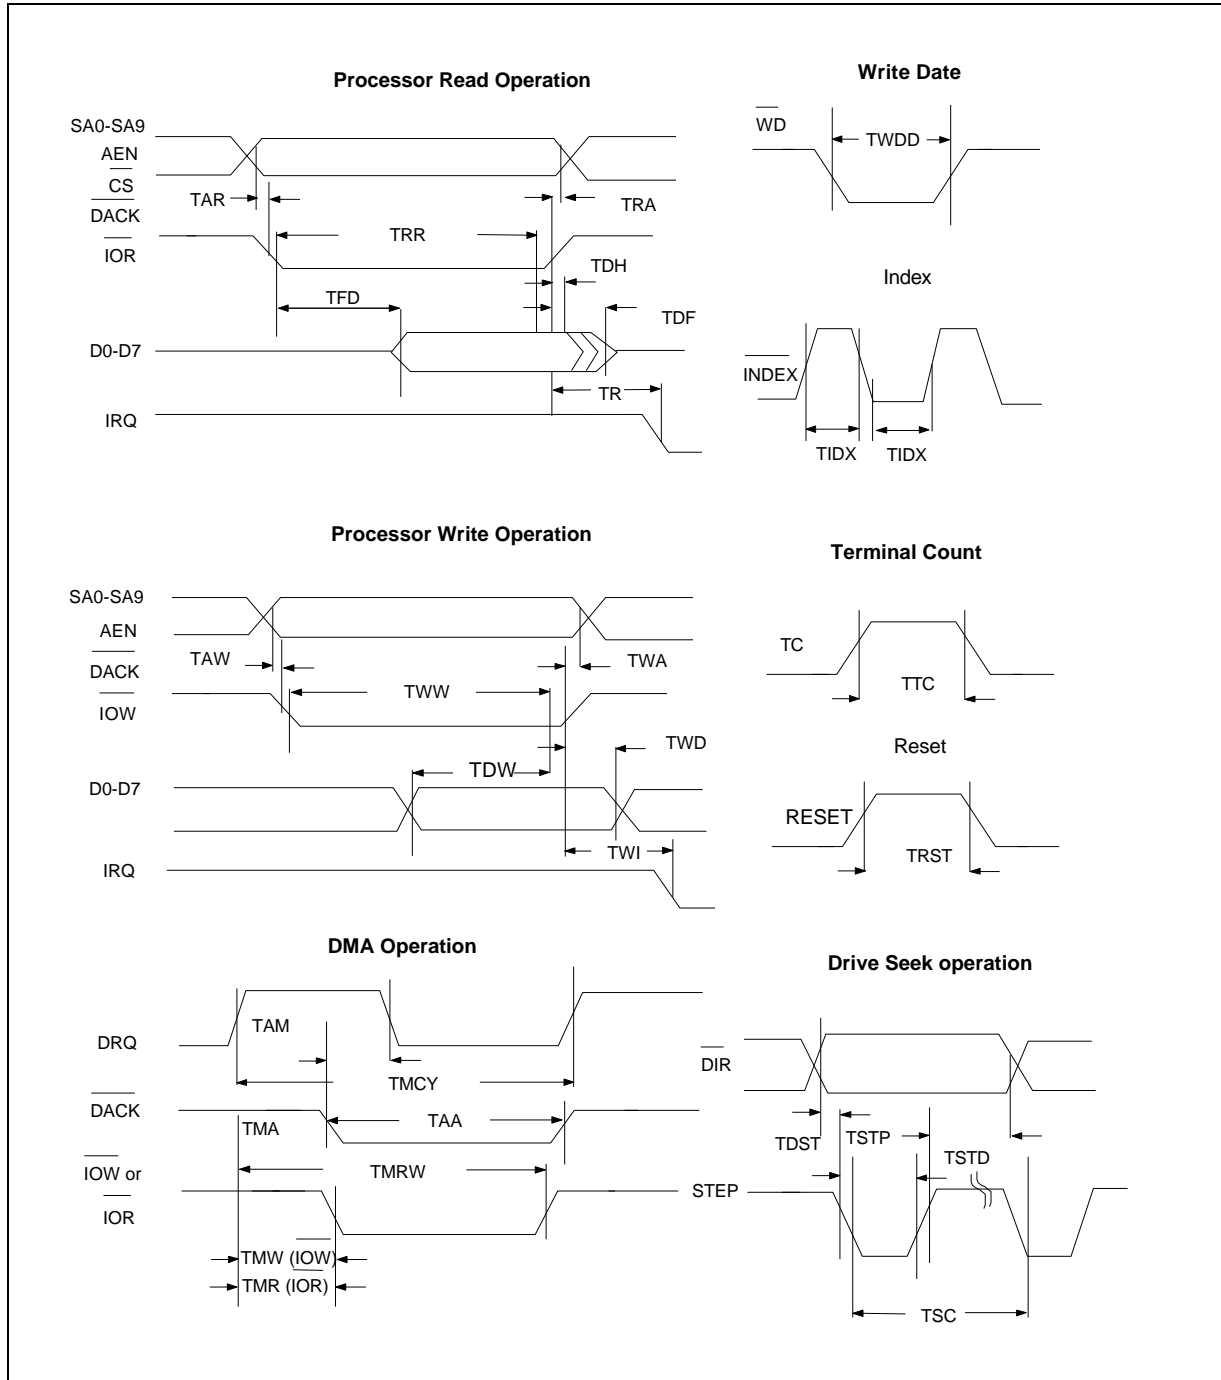 Processor Read Operation
SA0-SA9
AEN
CS
DACK
TAR
TRA
IOR
TRR
TDH
TFD
TDF
D0-D7
TR
IRQ
Write Date
WD
TWDD
Index
INDEX
TIDX
TIDX
Processor Write Operation
SA0-SA9
AEN
DACK
TAW
TWA
IOW
TWW
TWD
TDW
D0-D7
TWI
IRQ
Terminal Count
TC
TTC
Reset
RESET
TRST
DMA Operation
TAM
DRQ
TMCY
DACK
TMA
TAA
IOW or
IOR
TMRW
TMW (IOW)
TMR (IOR)
Drive Seek operation
DIR
TDST
TSTP
TSTD
STEP
TSC